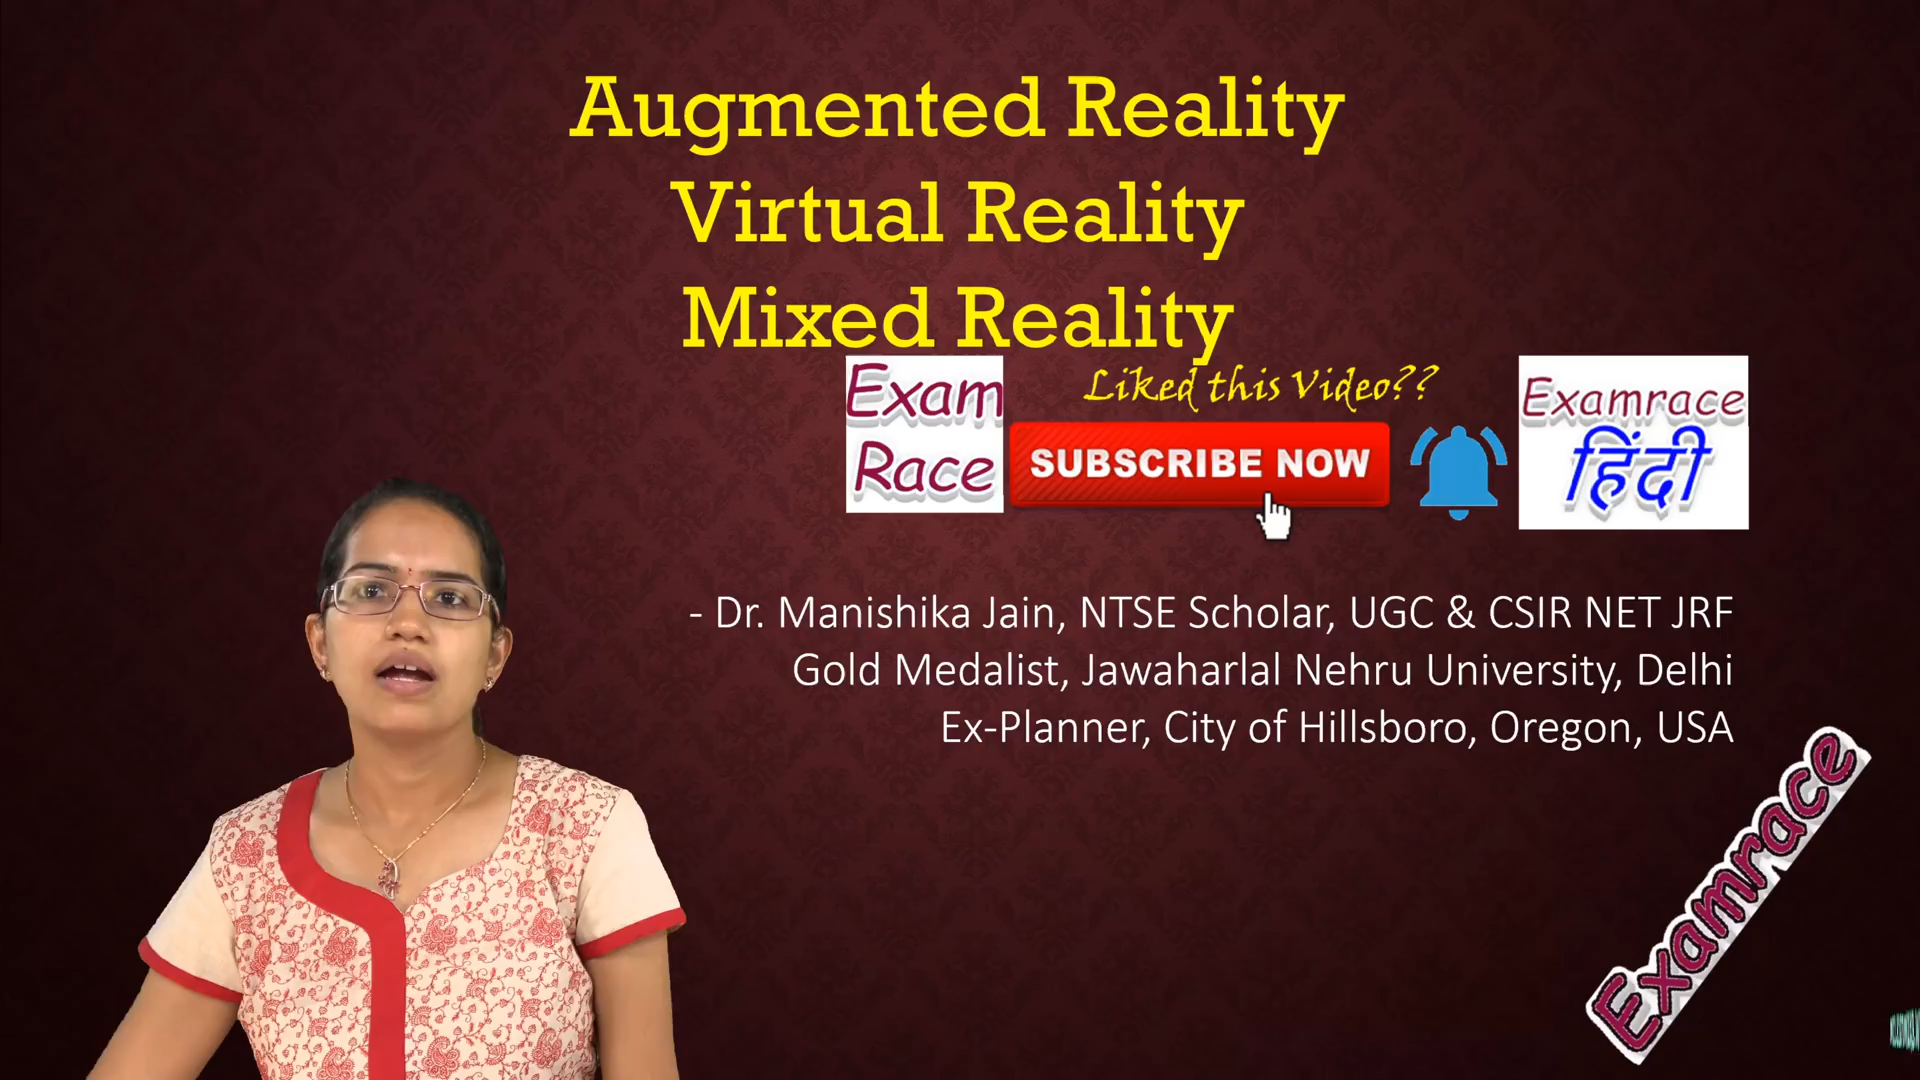 Augmented Reality
Virtual Reality
Mixed Reality
Exam
Race
Liked this Video??
SUBSCRIBE NOW
Examrace
हिंदी
- Dr. Manishika Jain, NTSE Scholar, UGC & CSIR NET JRF
Gold Medalist, Jawaharlal Nehru University, Delhi
Ex-Planner, City of Hillsboro, Oregon, USA
Examrace